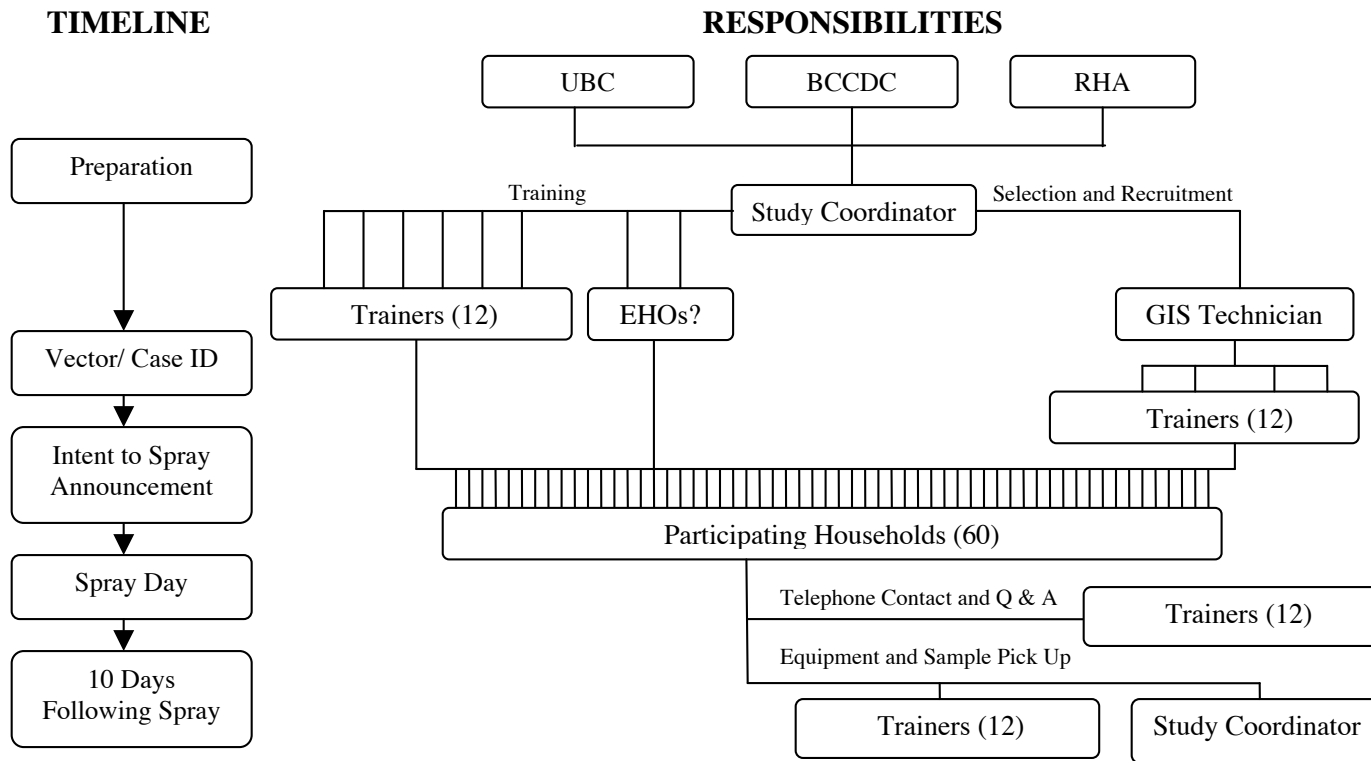 TIMELINE
RESPONSIBILITIES
UBC
BCCDC
RHA
Preparation
Training
Study Coordinator
Selection and Recruitment
Trainers (12)
EHOs?
GIS Technician
Vector/ Case ID
Trainers (12)
Intent to Spray
Announcement
Participating Households (60)
Spray Day
Telephone Contact and Q & A
Trainers (12)
Equipment and Sample Pick Up
10 Days
Following Spray
Trainers (12)
Study Coordinator